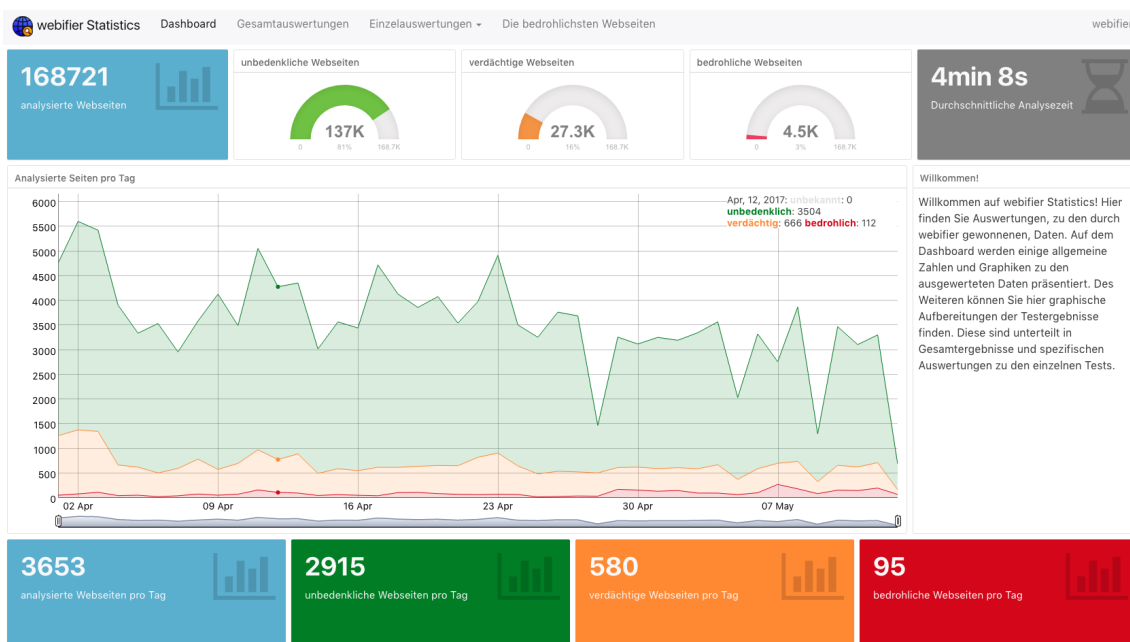 webifier Statistics Dashboard Gesamtauswertungen Einzelauswertungen Die bedrohlichsten Webseiten webifier
168721
analysierte Webseiten
unbedenkliche Webseiten
137K
0 81% 168.7K
verdächtige Webseiten
27.3K
0 16% 168.7K
bedrohliche Webseiten
4.5K
0 3% 168.7K
4min 8s
Durchschnittliche Analysezeit
Analysierte Seiten pro Tag
Apr, 12, 2017: unbekannt: 0
unbedenklich: 3504
verdächtig: 666 bedrohlich: 112
6000
5500
5000
4500
4000
3500
3000
2500
2000
1500
1000
500
0
02 Apr 09 Apr 16 Apr 23 Apr 30 Apr 07 May
Willkommen!
Willkommen auf webifier Statistics! Hier
finden Sie Auswertungen, zu den durch
webifier gewonnenen, Daten. Auf dem
Dashboard werden einige allgemeine
Zahlen und Graphiken zu den
ausgewerteten Daten präsentiert. Des
Weiteren können Sie hier graphische
Aufbereitungen der Testergebnisse
finden. Diese sind unterteilt in
Gesamtergebnisse und spezifischen
Auswertungen zu den einzelnen Tests.
3653
analysierte Webseiten pro Tag
2915
unbedenkliche Webseiten pro Tag
580
verdächtige Webseiten pro Tag
95
bedrohliche Webseiten pro Tag